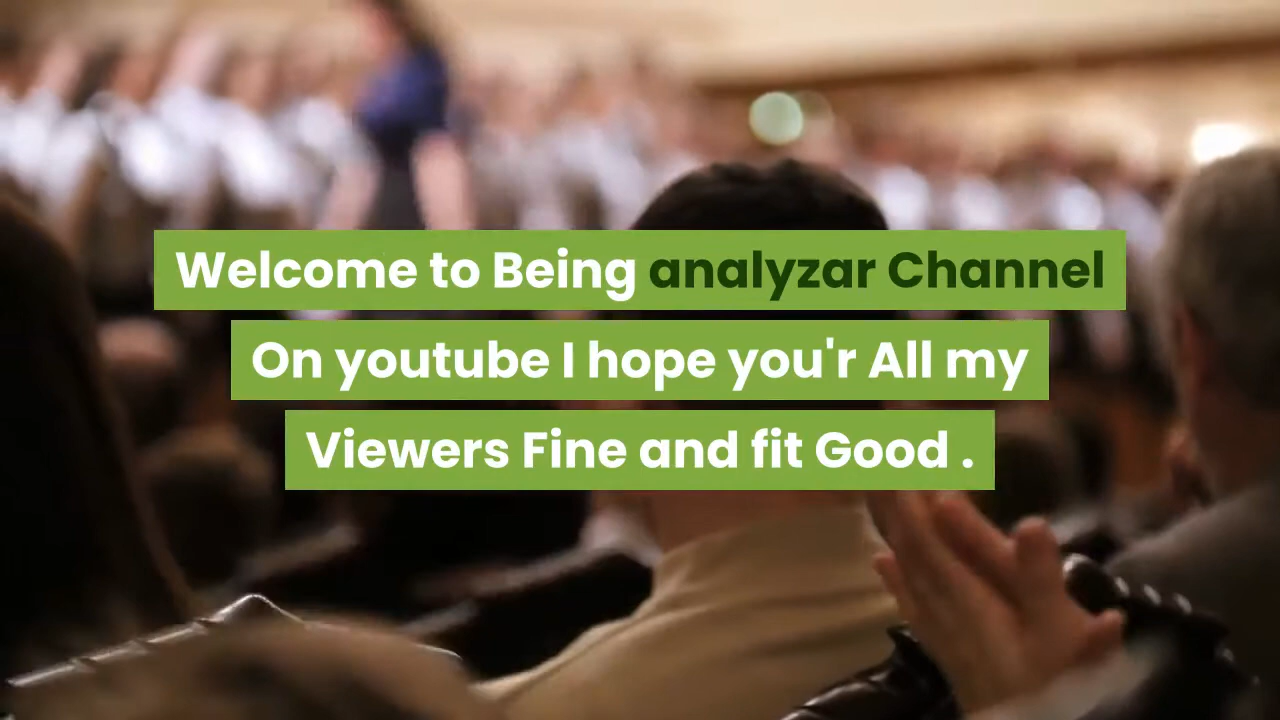 Welcome to Being analyzar Channel
On youtube I hope you'r All my
Viewers Fine and fit Good .